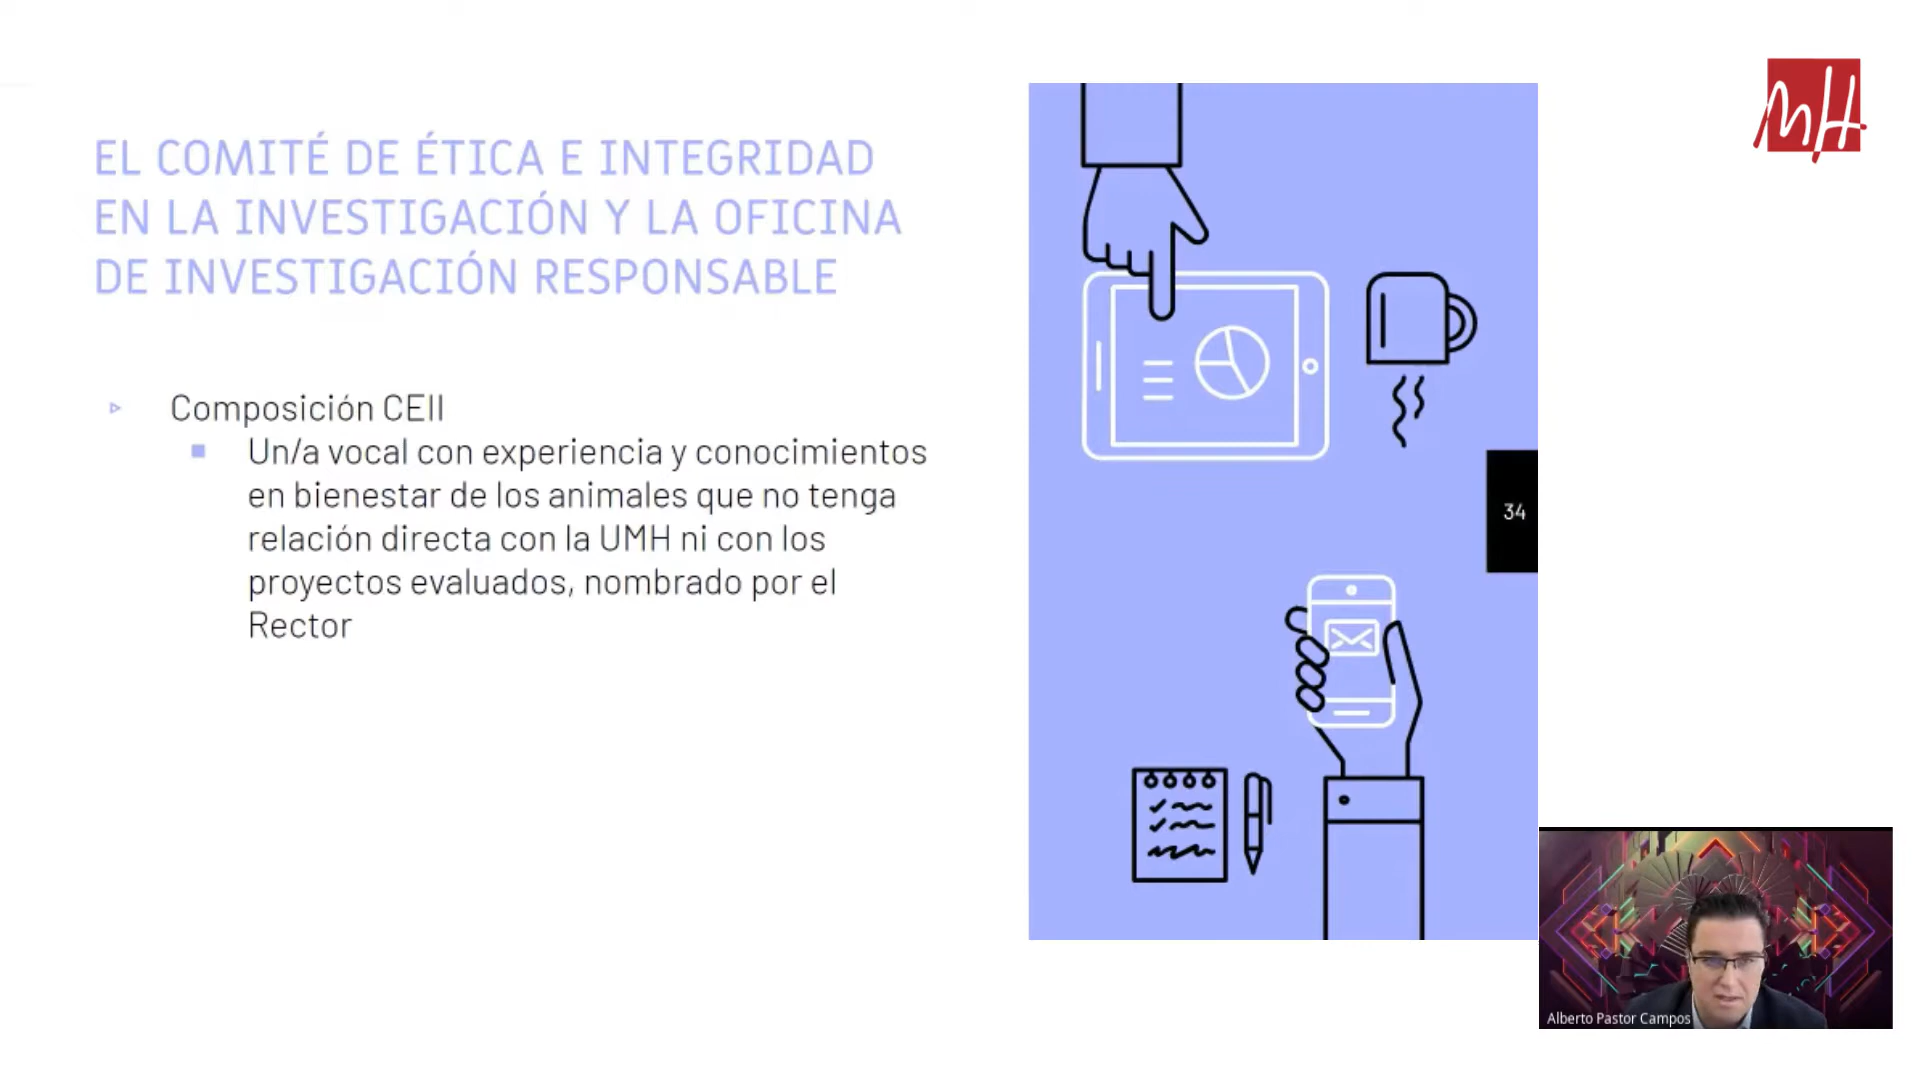 EL COMITÉ DE ÉTICA E INTEGRIDAD
EN LA INVESTIGACIÓN Y LA OFICINA
DE INVESTIGACIÓN RESPONSABLE
Composición CEII
Un/a vocal con experiencia y conocimientos
en bienestar de los animales que no tenga
relación directa con la UMH ni con los
proyectos evaluados, nombrado por el
Rector
34
MH
Alberto Pastor Campos